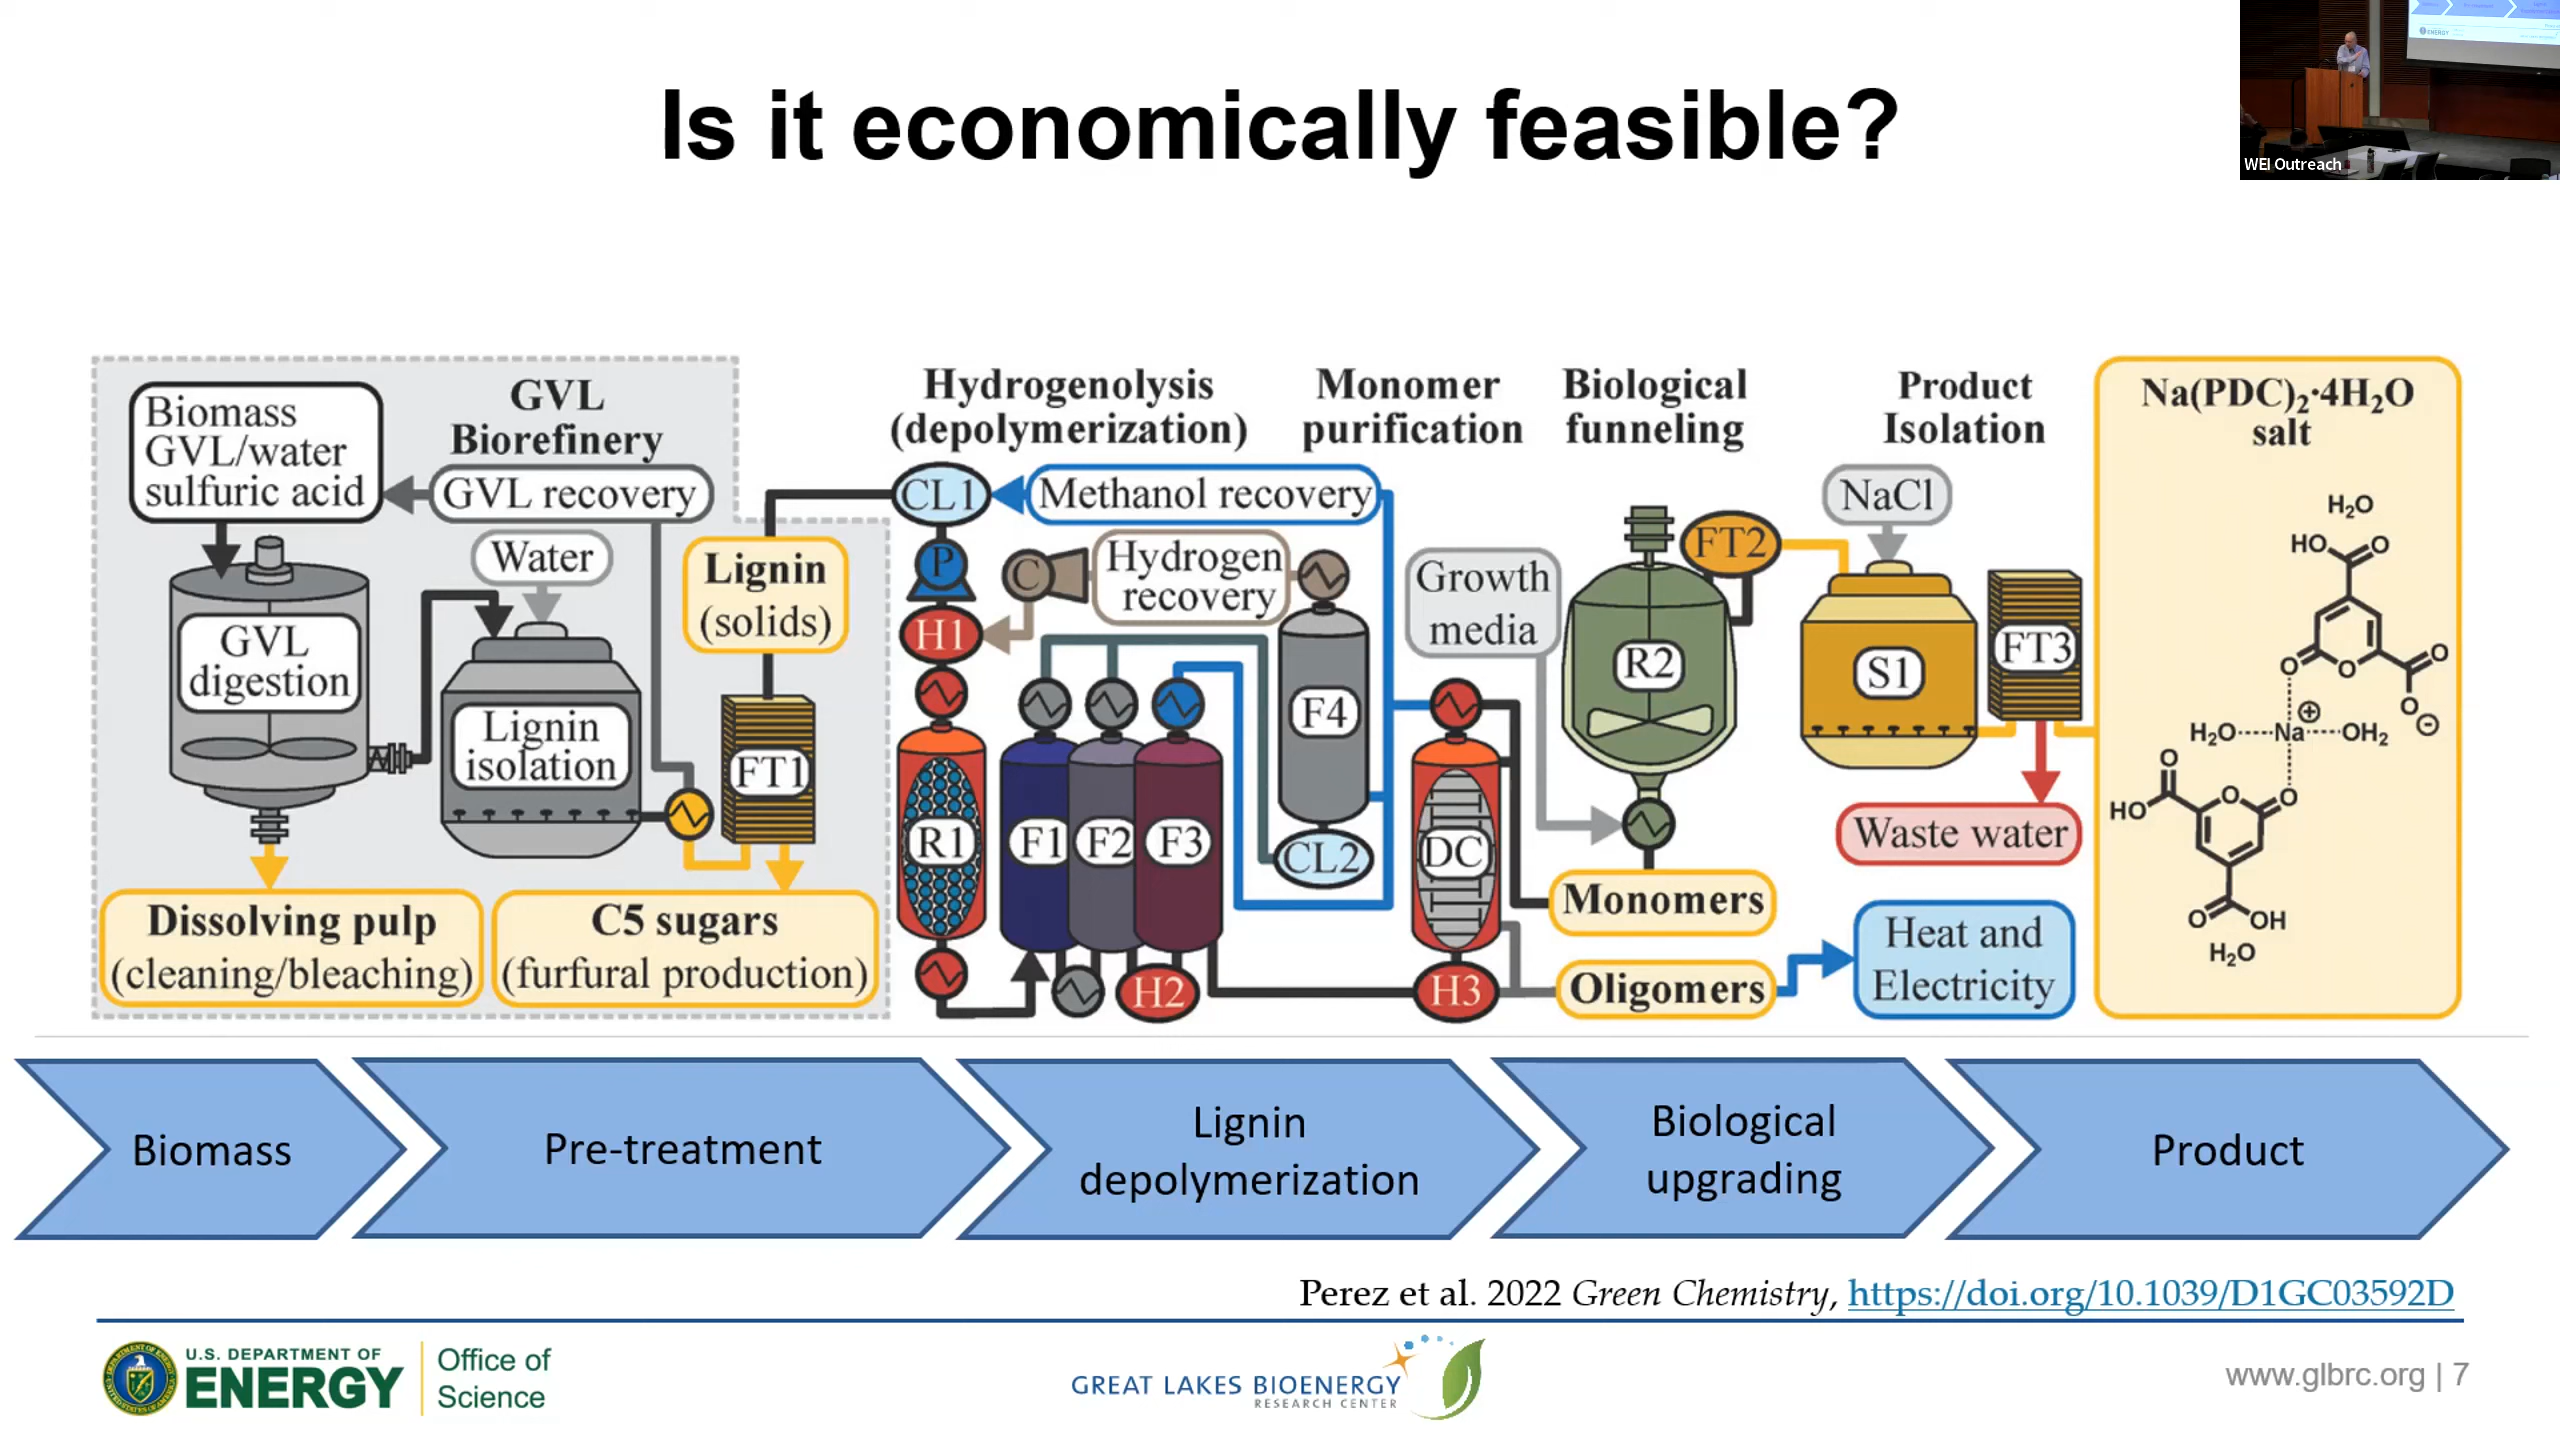 Is it economically feasible?
WEI Outreach
Biomass
GVL/water
sulfuric acid
GVL
Biorefinery
GVL recovery
Water
GVL
digestion
Lignin
isolation
Lignin
(solids)
FT1
Dissolving pulp
(cleaning/bleaching)
C5 sugars
(furfural production)
Hydrogenolysis
(depolymerization)
CL1
Methanol recovery
P
C
Hydrogen
recovery
H1
R1
F1
F2
F3
F4
CL2
H2
Monomer
purification
DC
H3
Biological
funneling
Growth
media
R2
FT2
Monomers
Oligomers
Heat and
Electricity
Product
Isolation
NaCl
S1
FT3
Waste water
Na(PDC)₂·4H₂O
salt
H₂O
HO
O
O
O
O
O
⊖
⊕
H₂O
Na
OH₂
O
HO
O
O
O
OH
H₂O
Biomass
Pre-treatment
Lignin
depolymerization
Biological
upgrading
Product
Perez et al. 2022 Green Chemistry, https://doi.org/10.1039/D1GC03592D
U.S. DEPARTMENT OF
ENERGY
Office of
Science
GREAT LAKES BIOENERGY
RESEARCH CENTER
www.glbrc.org | 7